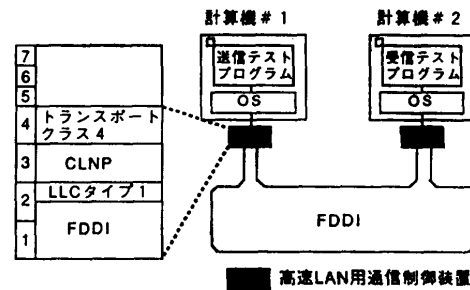 計算機#1
計算機#2
7
6
5
4
3
2
1
トランスポート
クラス4
CLNP
LLCタイプ1
FDDI
送信テスト
プログラム
OS
受信テスト
プログラム
OS
FDDI
高速LAN用通信制御装置